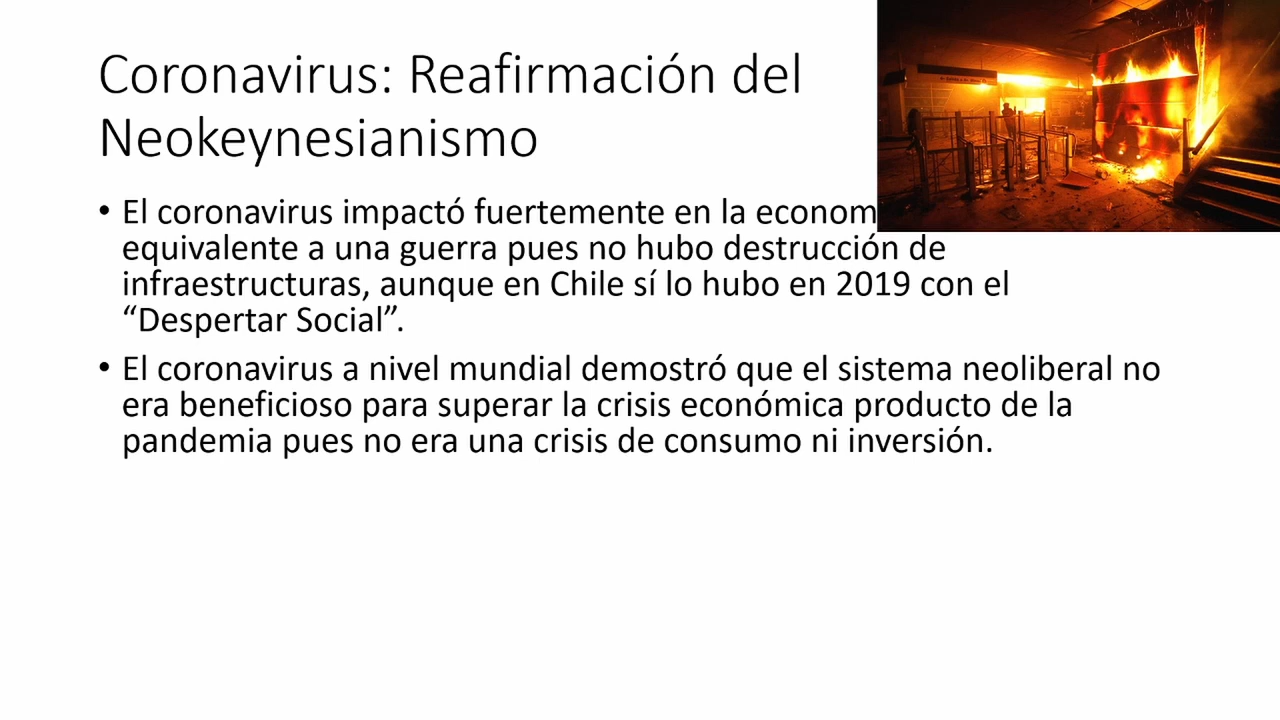 Coronavirus: Reafirmación del
Neokeynesianismo
• El coronavirus impactó fuertemente en la econom
equivalente a una guerra pues no hubo destrucción de
infraestructuras, aunque en Chile sí lo hubo en 2019 con el
“Despertar Social”.
• El coronavirus a nivel mundial demostró que el sistema neoliberal no
era beneficioso para superar la crisis económica producto de la
pandemia pues no era una crisis de consumo ni inversión.